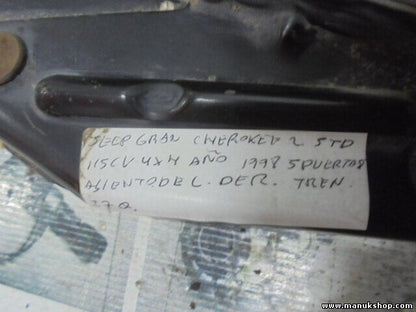 JEEP GRAN CHEROKEE 2.5TD
115CV 4X4 AÑO 1998 5PUERTAS
ASIENTO DEL. DER. TREN.
www.manukshop.com